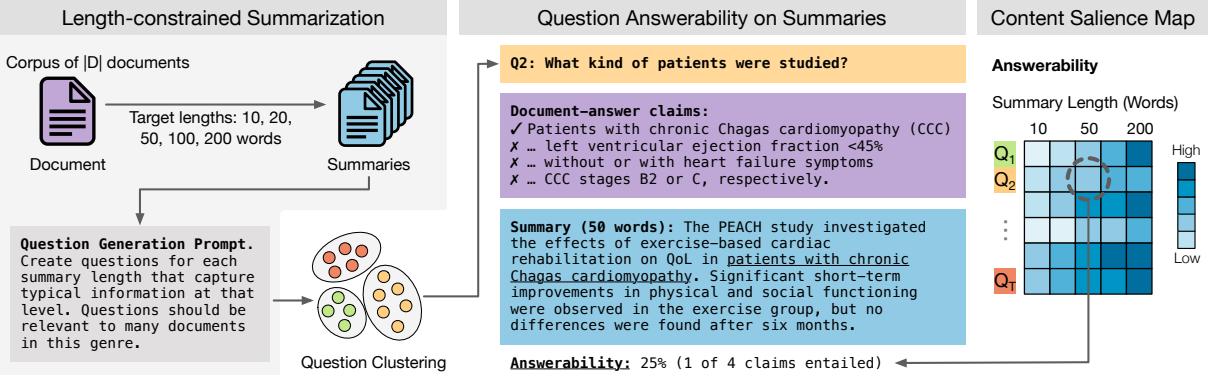 Length-constrained Summarization
Corpus of |D| documents
Target lengths: 10, 20,
50, 100, 200 words
Document
Summaries
Question Generation Prompt.
Create questions for each
summary length that capture
typical information at that
level. Questions should be
relevant to many documents
in this genre.
Question Clustering
Question Answerability on Summaries
Q2: What kind of patients were studied?
Document-answer claims:
✓ Patients with chronic Chagas cardiomyopathy (CCC)
✗ … left ventricular ejection fraction <45%
✗ … without or with heart failure symptoms
✗ … CCC stages B2 or C, respectively.
Summary (50 words): The PEACH study investigated
the effects of exercise-based cardiac
rehabilitation on QoL in patients with chronic
Chagas cardiomyopathy. Significant short-term
improvements in physical and social functioning
were observed in the exercise group, but no
differences were found after six months.
Answerability: 25% (1 of 4 claims entailed)
Content Salience Map
Answerability
Summary Length (Words)
10 50 200
Q1
Q2
⋮
QT
High
Low